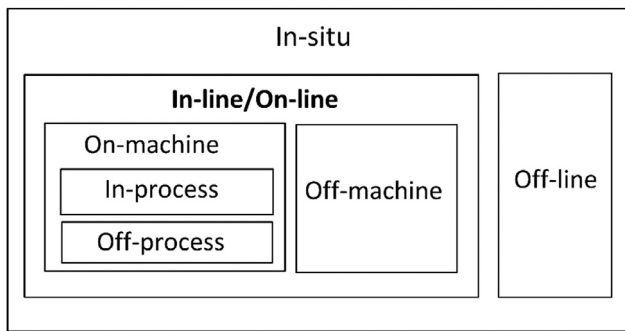 In-situ
In-line/On-line
On-machine
In-process
Off-process
Off-machine
Off-line